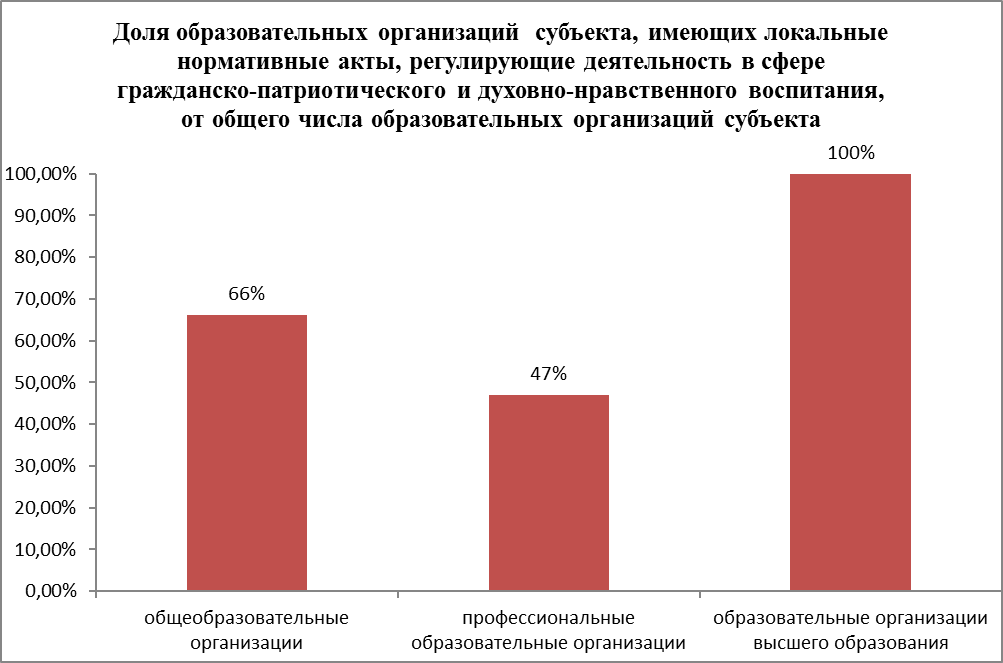 Доля образовательных организаций субъекта, имеющих локальные
нормативные акты, регулирующие деятельность в сфере
гражданско-патриотического и духовно-нравственного воспитания,
от общего числа образовательных организаций субъекта
100%
100,00%
90,00%
80,00%
70,00%
66%
60,00%
50,00%
47%
40,00%
30,00%
20,00%
10,00%
0,00%
общеобразовательные
организации
профессиональные
образовательные организации
образовательные организации
высшего образования